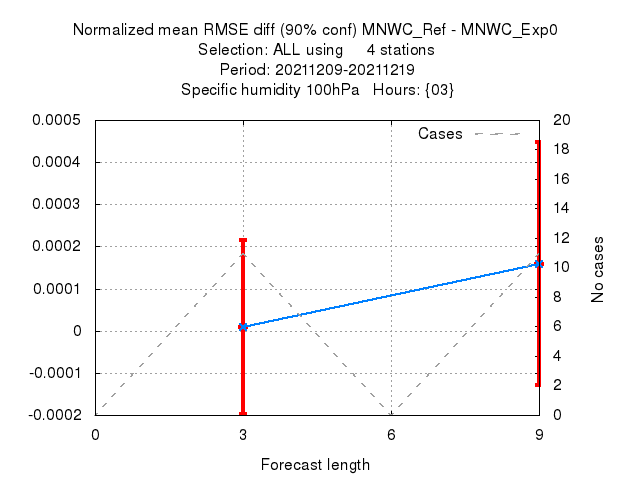 Normalized mean RMSE diff (90% conf) MNWC_Ref - MNWC_Exp0
Selection: ALL using 4 stations
Period: 20211209-20211219
Specific humidity 100hPa Hours: {03}
Cases
0.0005
0.0004
0.0003
0.0002
0.0001
0
-0.0001
-0.0002
20
18
16
14
12
10
8
6
4
2
0
No cases
0 3 6 9
Forecast length